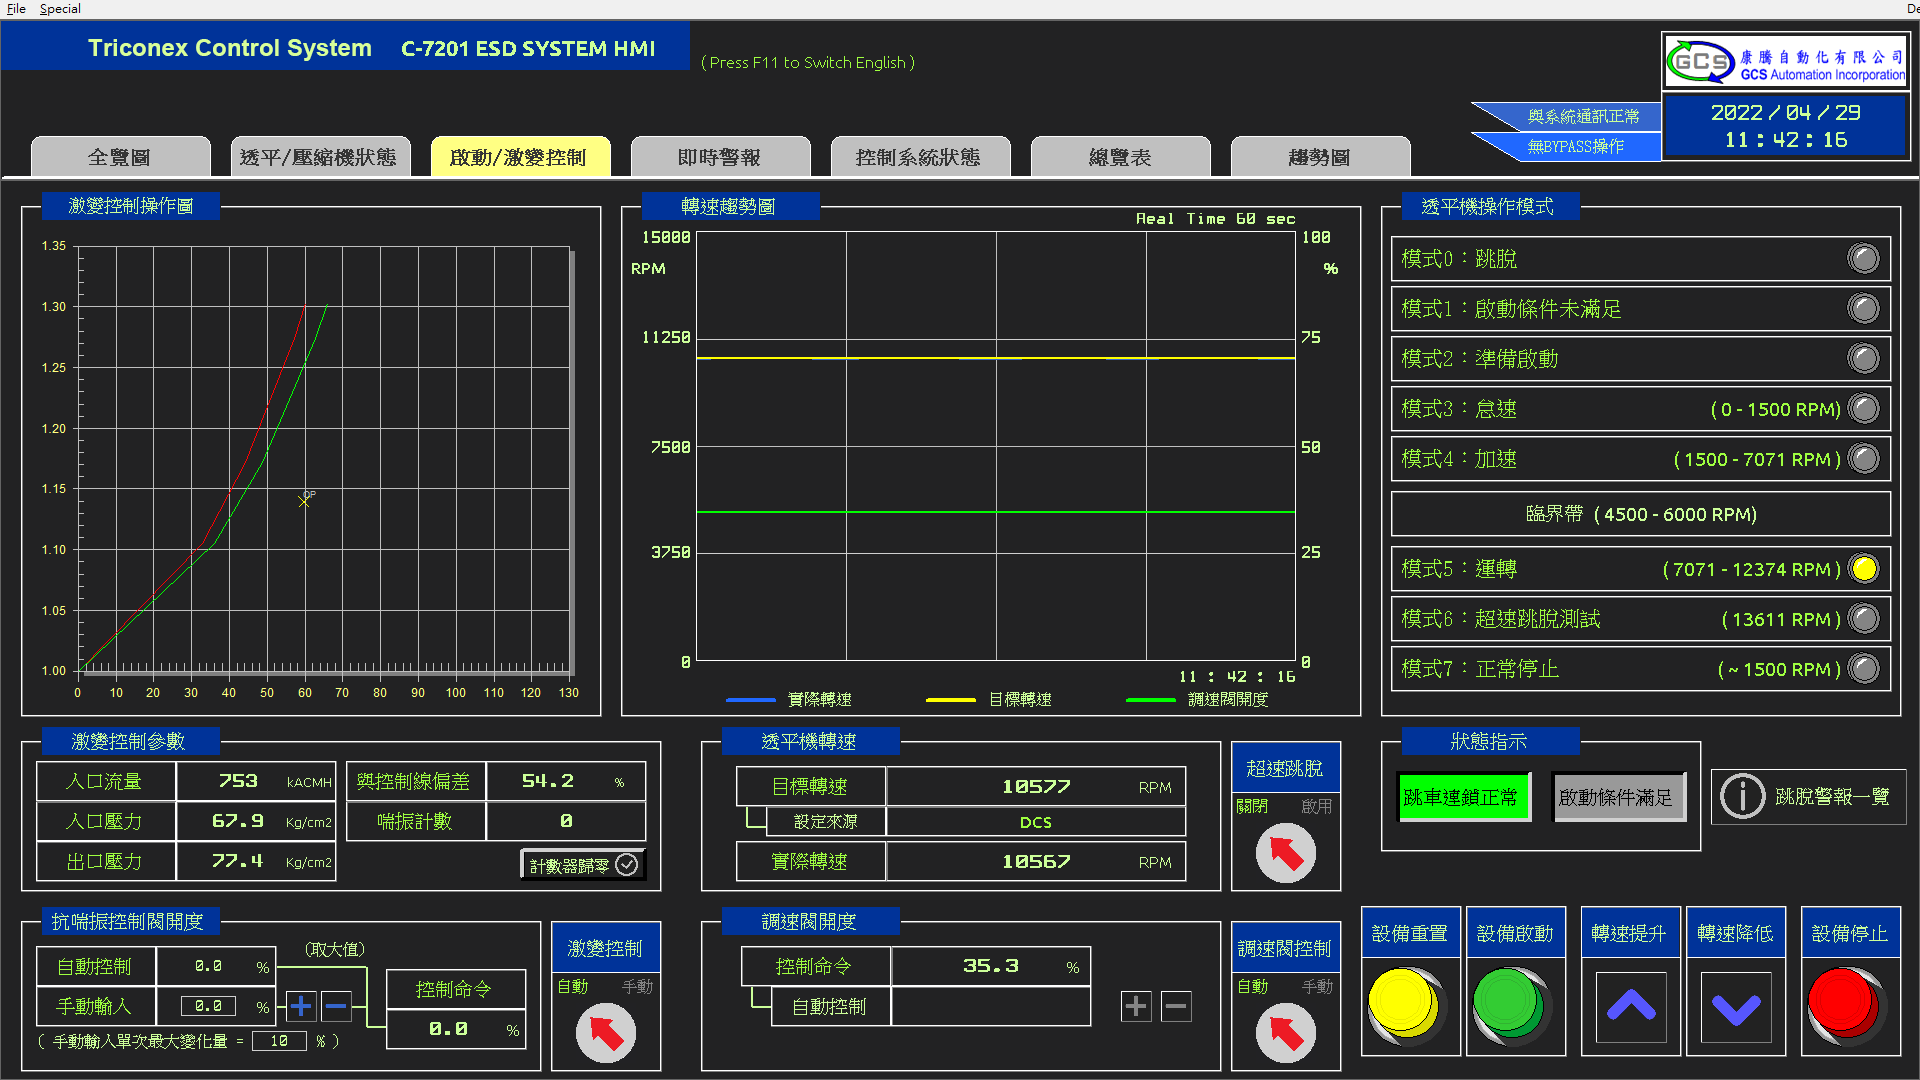 File Special
De
Triconex Control System C-7201 ESD SYSTEM HMI
( Press F11 to Switch English )
GCS
康騰自動化有限公司
GCS Automation Incorporation
與系統通訊正常
無BYPASS操作
2022/04/29
11:42:16
全覽圖
透平/壓縮機狀態
啟動/激變控制
即時警報
控制系統狀態
總覽表
趨勢圖
激變控制操作圖
1.35
1.30
1.25
1.20
1.15
1.10
1.05
1.00
OP
0 10 20 30 40 50 60 70 80 90 100 110 120 130
轉速趨勢圖
Real Time 60 sec
15000 100
RPM %
11250 75
7500 50
3750 25
0 0
11 : 42 : 16
實際轉速 目標轉速 調速閥開度
透平機操作模式
模式0：跳脫
模式1：啟動條件未滿足
模式2：準備啟動
模式3：怠速 ( 0 - 1500 RPM)
模式4：加速 ( 1500 - 7071 RPM )
臨界帶 ( 4500 - 6000 RPM)
模式5：運轉 ( 7071 - 12374 RPM )
模式6：超速跳脫測試 ( 13611 RPM )
模式7：正常停止 ( ~ 1500 RPM )
激變控制參數
入口流量 753 kACMH
入口壓力 67.9 Kg/cm2
出口壓力 77.4 Kg/cm2
與控制線偏差 54.2 %
喘振計數 0
計數器歸零
透平機轉速
目標轉速 10577 RPM
設定來源 DCS
實際轉速 10567 RPM
超速跳脫
關閉 啟用
狀態指示
跳車連鎖正常
啟動條件滿足
跳脫警報一覽
抗喘振控制閥開度
自動控制 0.0 %
手動輸入 0.0 %
(取大值)
控制命令
0.0 %
( 手動輸入單次最大變化量 = 10 % )
激變控制
自動 手動
調速閥開度
控制命令 35.3 %
自動控制
調速閥控制
自動 手動
設備重置
設備啟動
轉速提升
轉速降低
設備停止